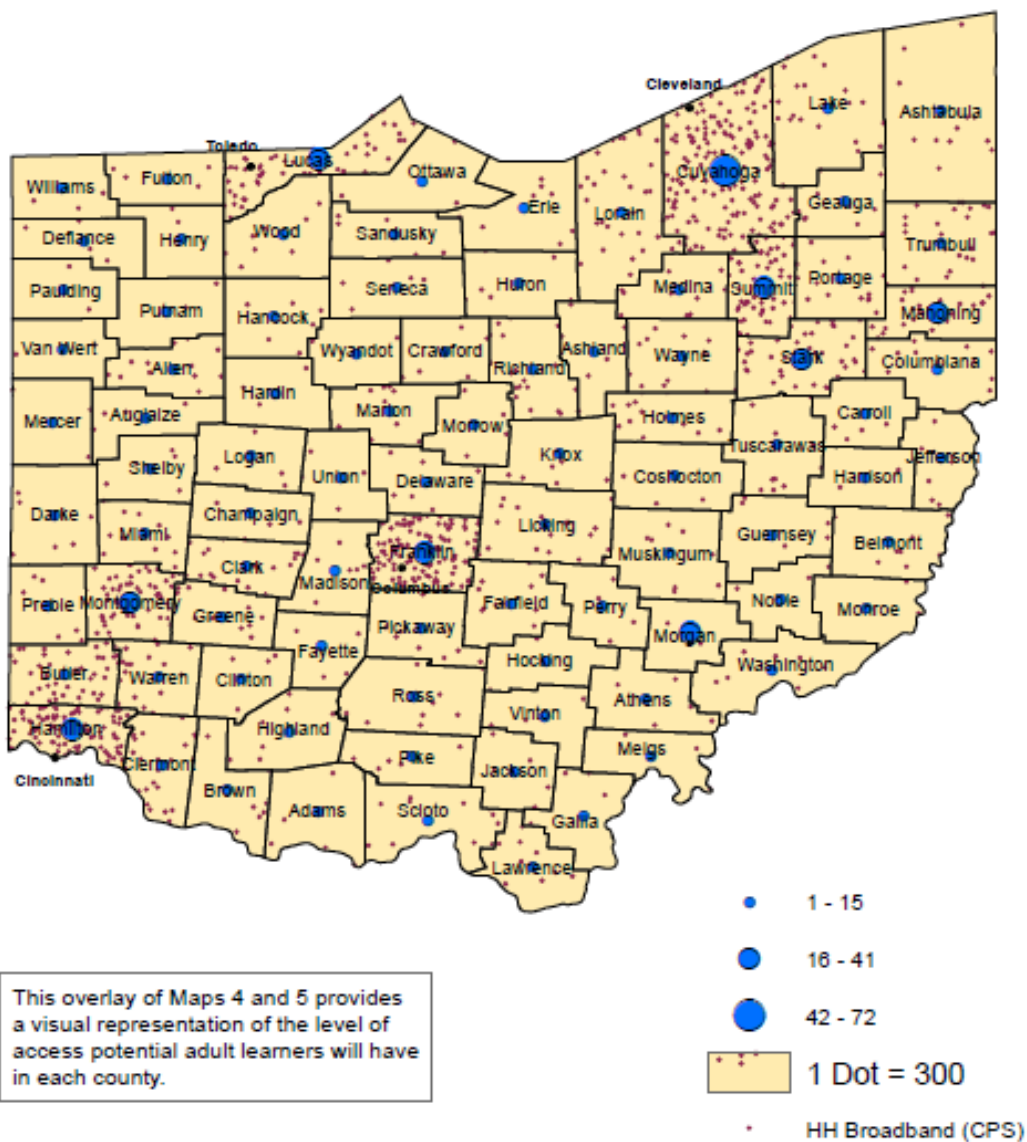 Cleveland
Lake
Ashtabula
Toledo
Lucas
Cuyahoga
Williams
Fulton
Ottawa
Erie
Lorain
Geauga
Defiance
Henry
Wood
Sandusky
Trumbull
Paulding
Seneca
Huron
Medina
Summit
Portage
Putnam
Hancock
Mahoning
Van Wert
Allen
Wyandot
Crawford
Richland
Ashland
Wayne
Stark
Columbiana
Hardin
Mercer
Auglaize
Marion
Morrow
Holmes
Carroll
Tuscarawas
Shelby
Logan
Union
Delaware
Knox
Coshocton
Harrison
Jefferson
Darke
Champaign
Licking
Miami
Franklin
Muskingum
Guernsey
Belmont
Clark
Madison
Columbus
Preble
Montgomery
Greene
Fairfield
Perry
Noble
Monroe
Fayette
Pickaway
Morgan
Butler
Warren
Clinton
Hocking
Washington
Ross
Athens
Hamilton
Highland
Vinton
Meigs
Cincinnati
Clermont
Pike
Jackson
Brown
Adams
Scioto
Gallia
Lawrence
1 - 15
16 - 41
42 - 72
1 Dot = 300
HH Broadband (CPS)
This overlay of Maps 4 and 5 provides
a visual representation of the level of
access potential adult learners will have
in each county.